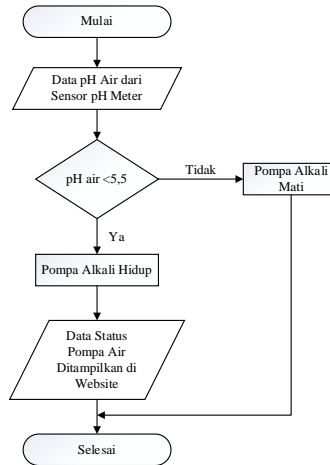 Mulai
Data pH Air dari
Sensor pH Meter
pH air <5,5
Tidak
Pompa Alkali
Mati
Ya
Pompa Alkali Hidup
Data Status
Pompa Air
Ditampilkan di
Website
Selesai